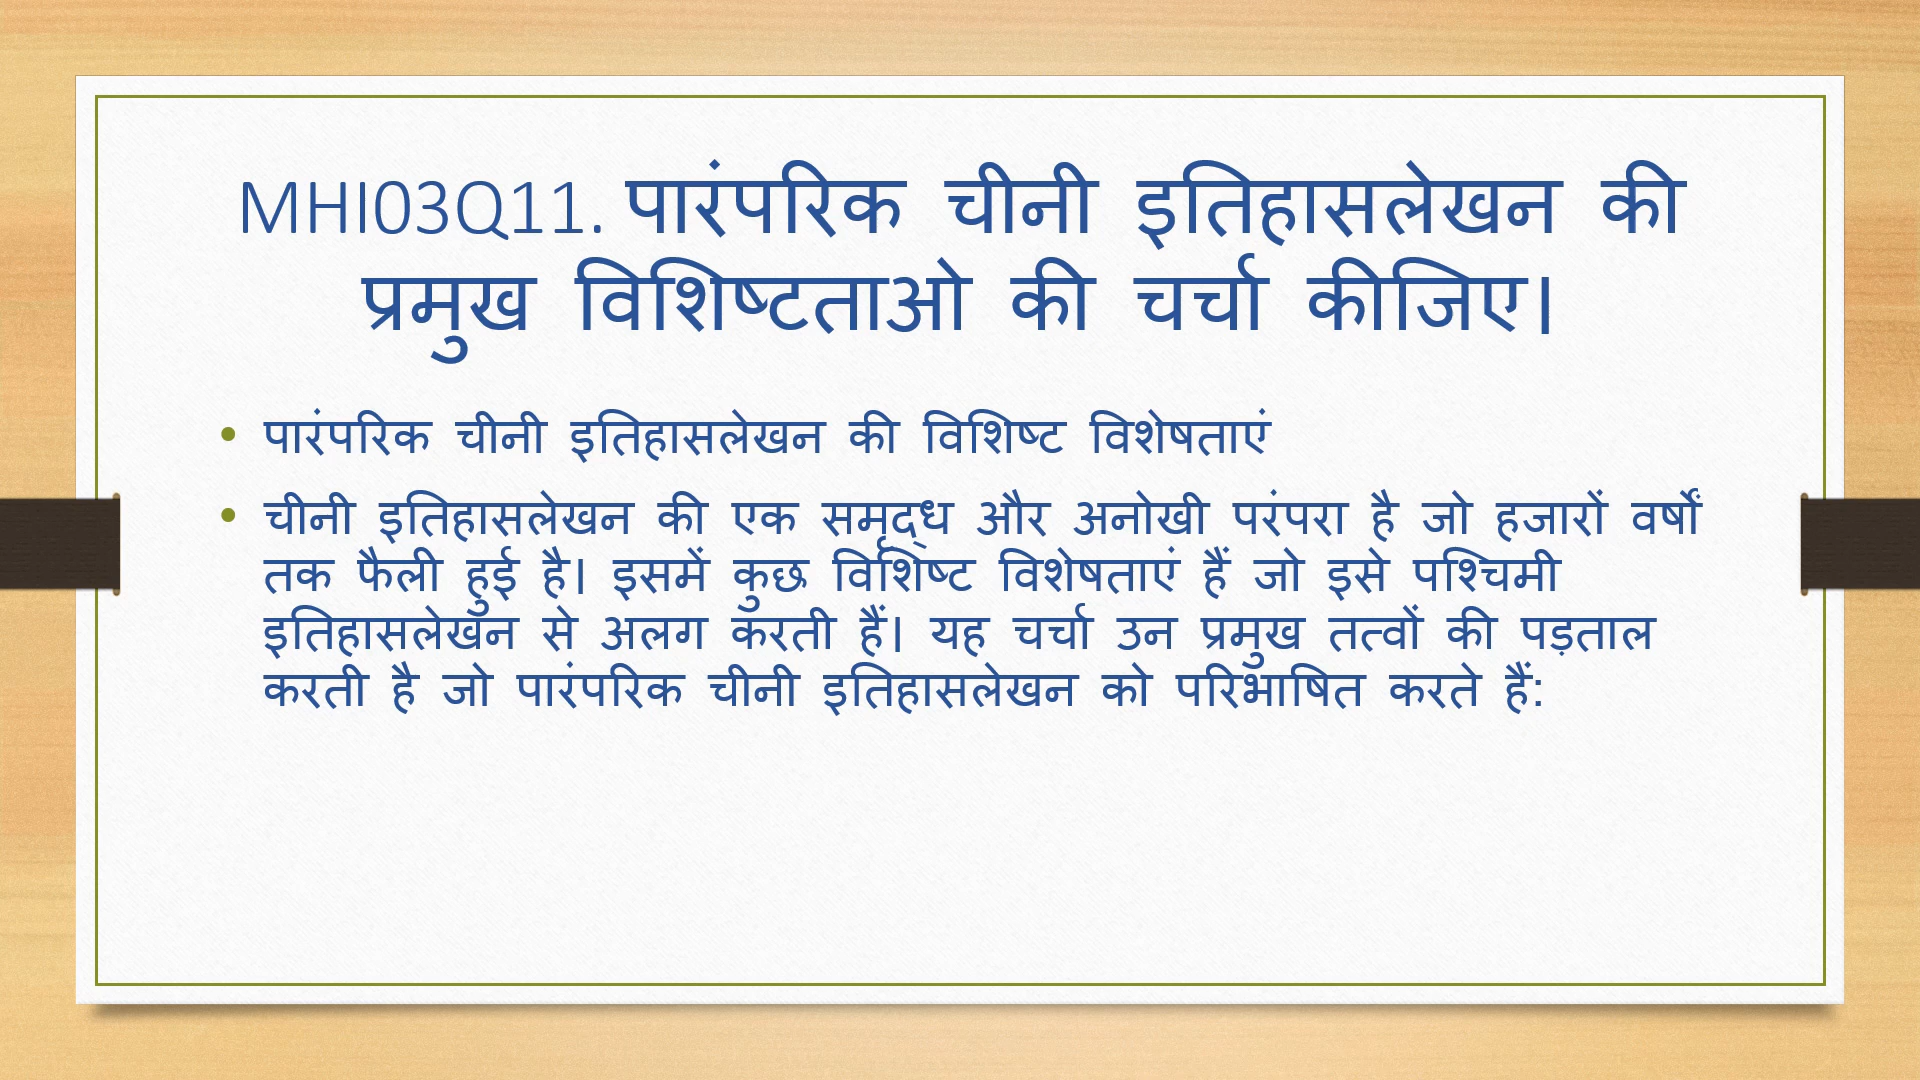 MHI03Q11. पारंपरिक चीनी इतिहासलेखन की
प्रमुख विशिष्टताओ की चर्चा कीजिए।
• पारंपरिक चीनी इतिहासलेखन की विशिष्ट विशेषताएं
• चीनी इतिहासलेखन की एक समृद्ध और अनोखी परंपरा है जो हजारों वर्षों
तक फैली हुई है। इसमें कुछ विशिष्ट विशेषताएं हैं जो इसे पश्चिमी
इतिहासलेखन से अलग करती हैं। यह चर्चा उन प्रमुख तत्वों की पड़ताल
करती है जो पारंपरिक चीनी इतिहासलेखन को परिभाषित करते हैं: